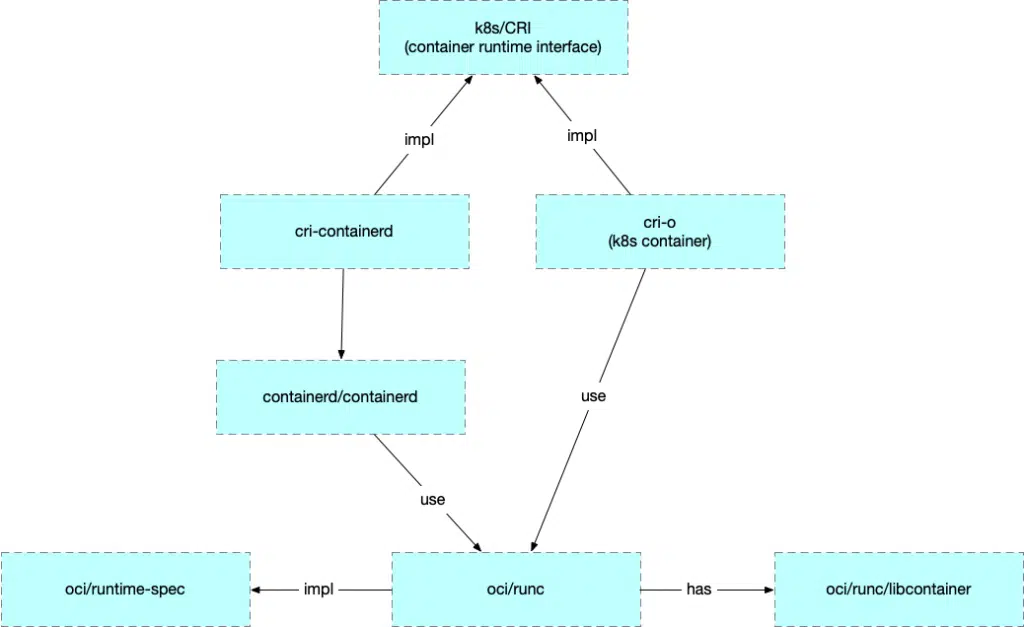 k8s/CRI
(container runtime interface)
impl
impl
cri-containerd
cri-o
(k8s container)
containerd/containerd
use
use
oci/runtime-spec
impl
oci/runc
has
oci/runc/libcontainer